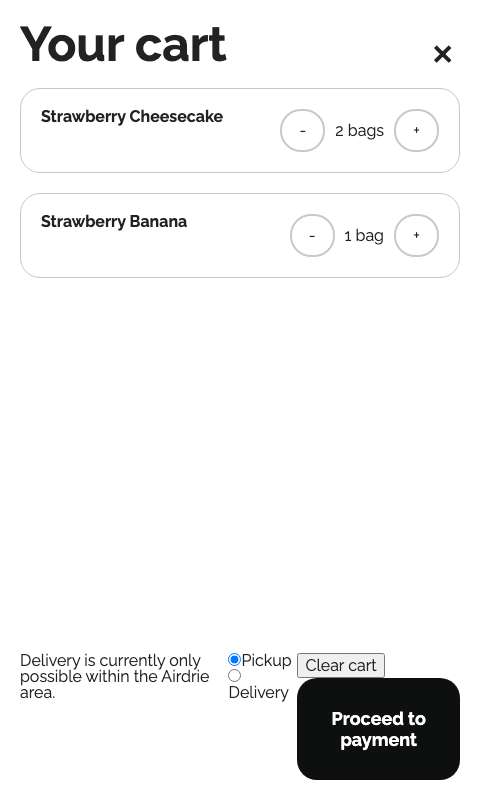 Your cart
×
Strawberry Cheesecake
- 2 bags +
Strawberry Banana
- 1 bag +
Delivery is currently only
possible within the Airdrie
area.
Pickup
Delivery
Clear cart
Proceed to
payment